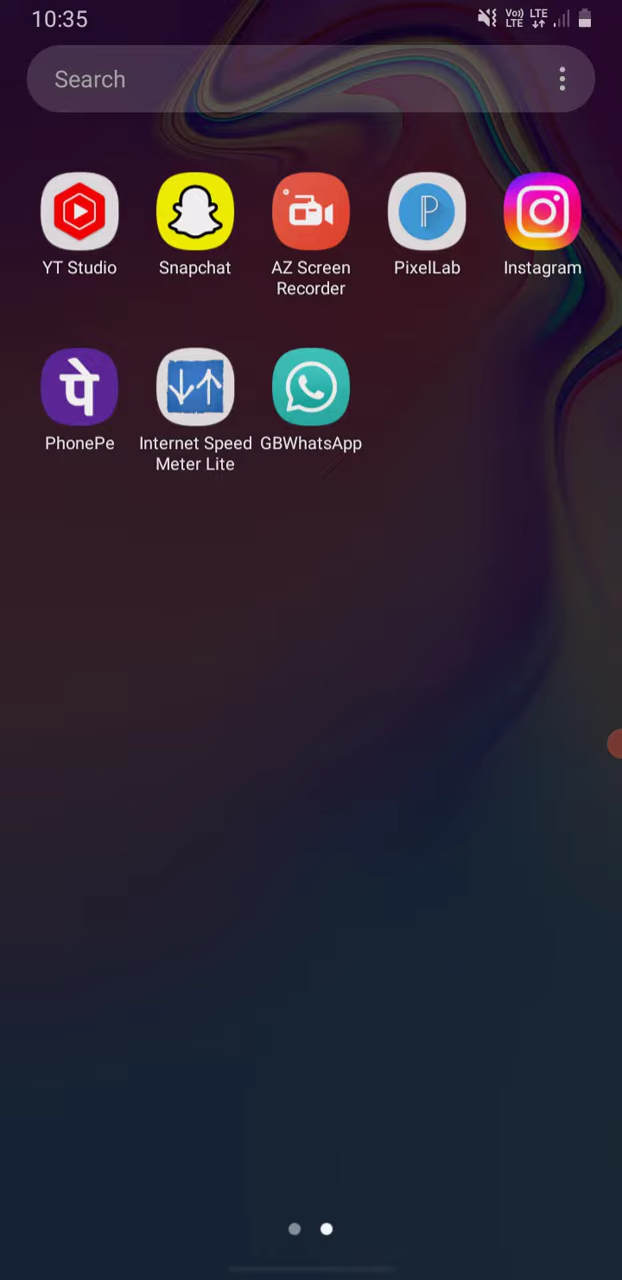 10:35
Vo) LTE
LTE
Search
YT Studio
Snapchat
AZ Screen
Recorder
PixelLab
Instagram
पे
PhonePe
Internet Speed
Meter Lite
GBWhatsApp